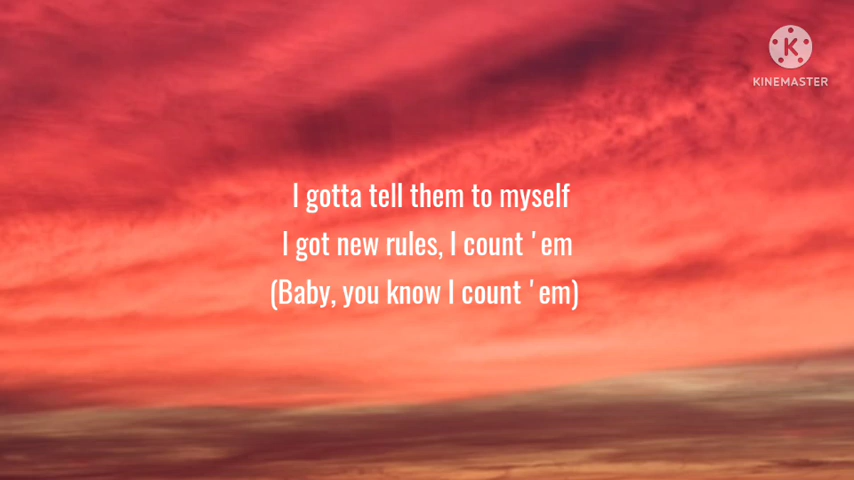 K
KINEMASTER
I gotta tell them to myself
I got new rules, I count 'em
(Baby, you know I count 'em)